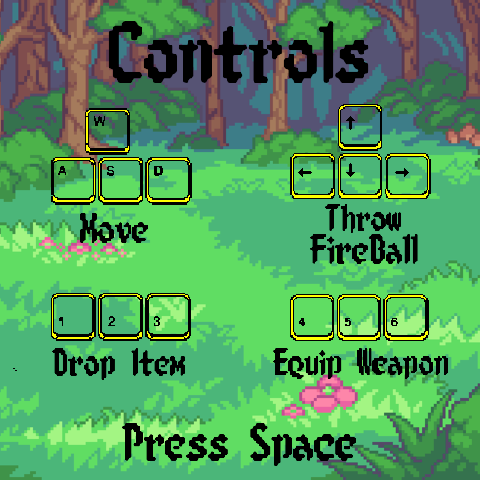 Controls
W
↑
A S D
← ↓ →
Move
Throw
FireBall
1 2 3
4 5 6
Drop Item
Equip Weapon
Press Space